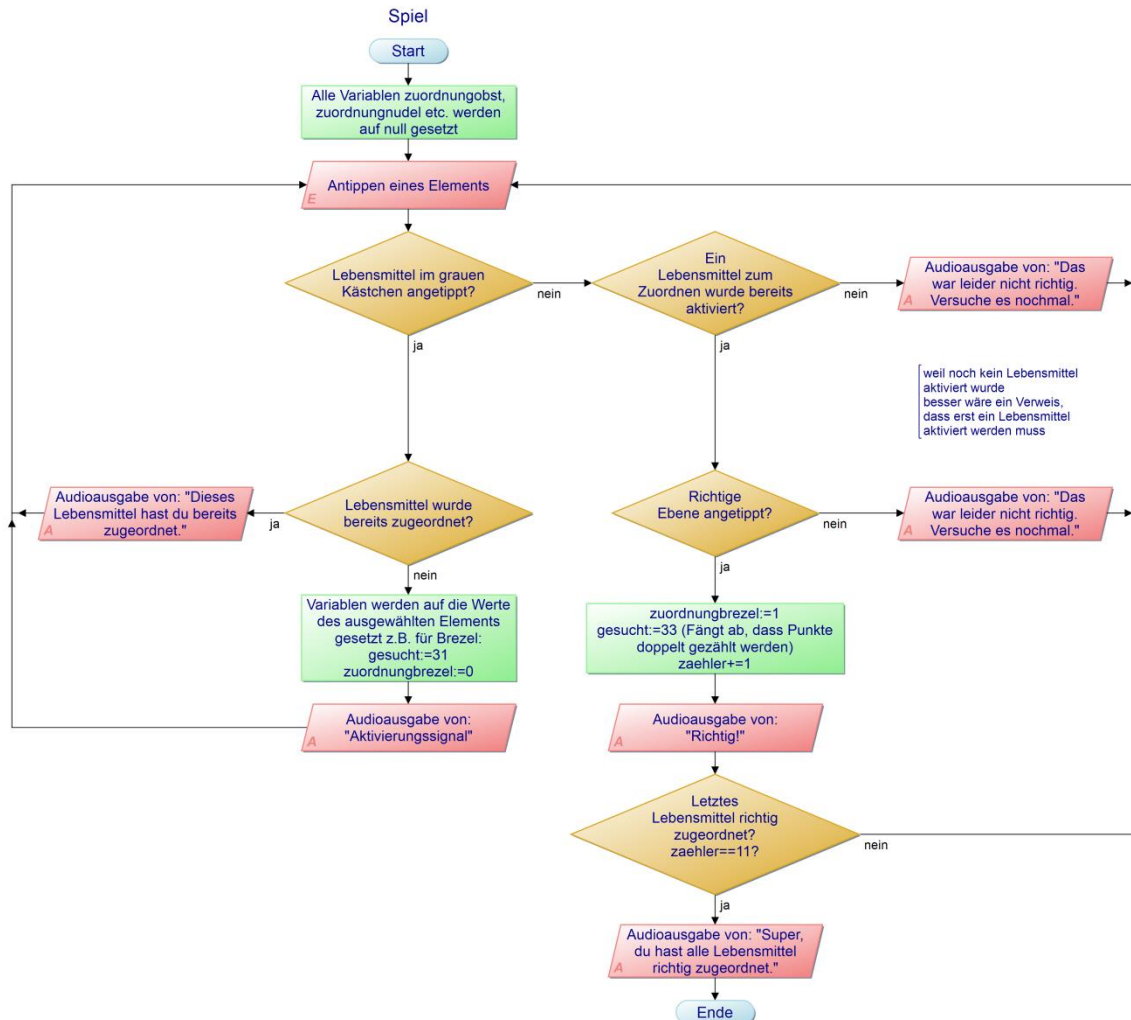 Spiel
Start
Alle Variablen zuordnungobst,
zuordnungnudel etc. werden
auf null gesetzt
Antippen eines Elements
E
Lebensmittel im grauen
Kästchen angetippt?
nein
ja
Ein
Lebensmittel zum
Zuordnen wurde bereits
aktiviert?
nein
ja
Audioausgabe von: "Das
war leider nicht richtig.
Versuche es nochmal."
A
weil noch kein Lebensmittel
aktiviert wurde
besser wäre ein Verweis,
dass erst ein Lebensmittel
aktiviert werden muss
Audioausgabe von: "Dieses
Lebensmittel hast du bereits
zugeordnet."
A
ja
Lebensmittel wurde
bereits zugeordnet?
nein
Richtige
Ebene angetippt?
nein
ja
Audioausgabe von: "Das
war leider nicht richtig.
Versuche es nochmal."
A
Variablen werden auf die Werte
des ausgewählten Elements
gesetzt z.B. für Brezel:
gesucht:=31
zuordnungbrezel:=0
zuordnungbrezel:=1
gesucht:=33 (Fängt ab, dass Punkte
doppelt gezählt werden)
zaehler+=1
Audioausgabe von:
"Aktivierungssignal"
A
Audioausgabe von:
"Richtig!"
A
Letztes
Lebensmittel richtig
zugeordnet?
zaehler==11?
nein
ja
Audioausgabe von: "Super,
du hast alle Lebensmittel
richtig zugeordnet."
A
Ende